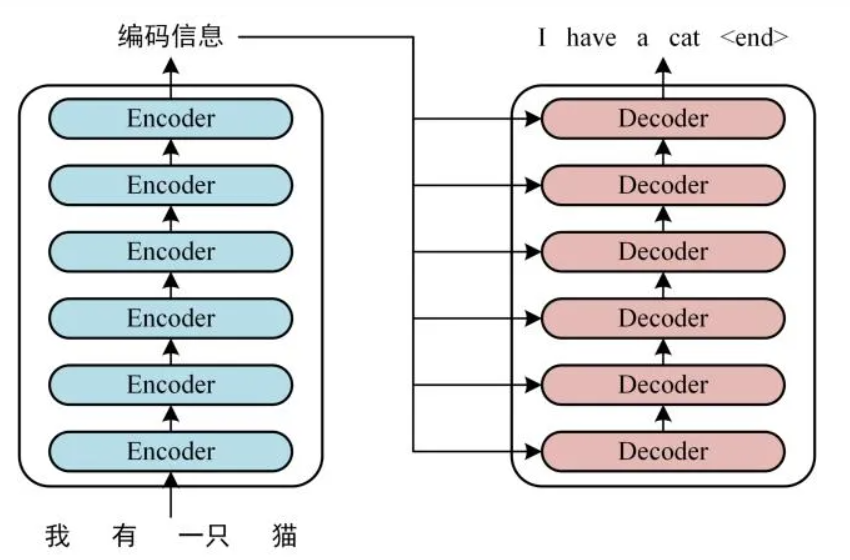 编码信息
I have a cat <end>
Encoder
Encoder
Encoder
Encoder
Encoder
Encoder
Decoder
Decoder
Decoder
Decoder
Decoder
Decoder
我 有 一只 猫